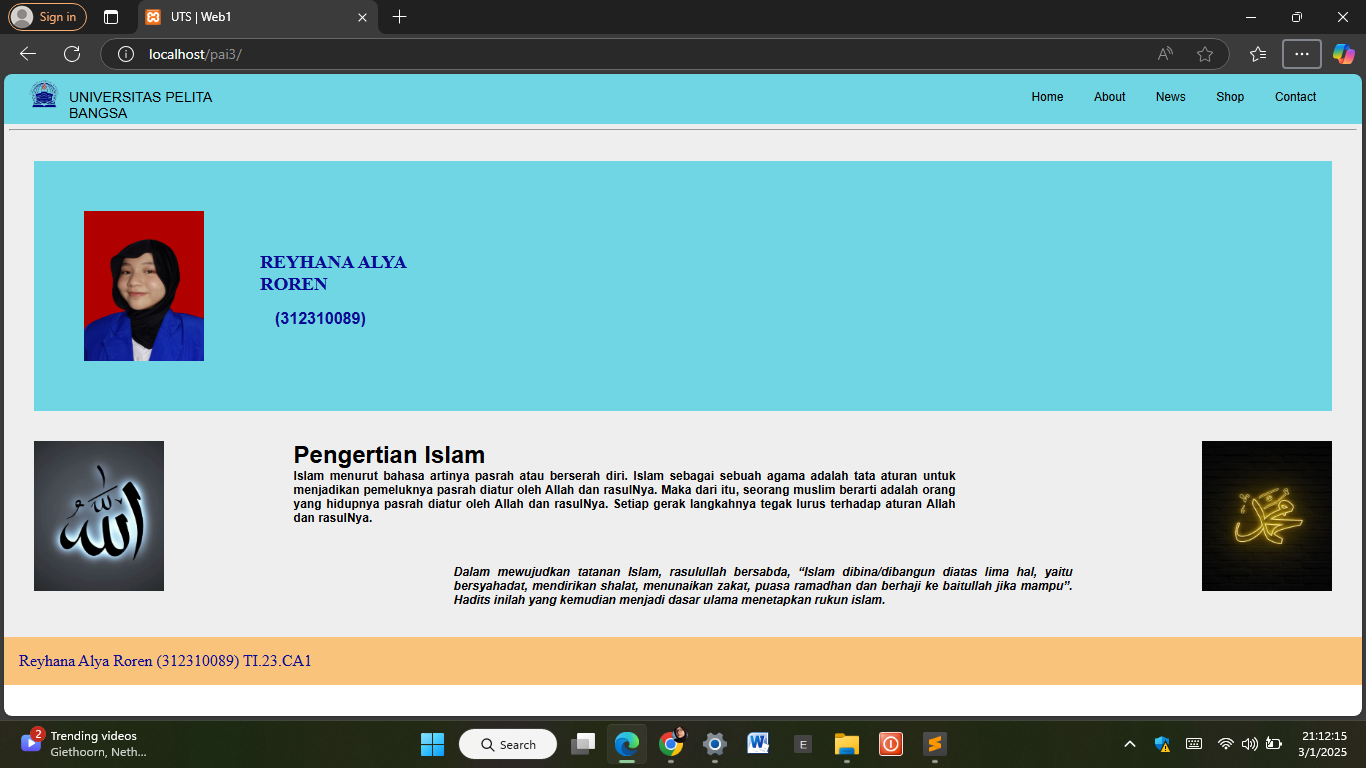 Sign in
UTS | Web1
localhost/pai3/
UNIVERSITAS PELITA
BANGSA
Home About News Shop Contact
REYHANA ALYA
ROREN
(312310089)
الله
Pengertian Islam
Islam menurut bahasa artinya pasrah atau berserah diri. Islam sebagai sebuah agama adalah tata aturan untuk
menjadikan pemeluknya pasrah diatur oleh Allah dan rasulNya. Maka dari itu, seorang muslim berarti adalah orang
yang hidupnya pasrah diatur oleh Allah dan rasulNya. Setiap gerak langkahnya tegak lurus terhadap aturan Allah
dan rasulNya.
محمد
Dalam mewujudkan tatanan Islam, rasulullah bersabda, “Islam dibina/dibangun diatas lima hal, yaitu
bersyahadat, mendirikan shalat, menunaikan zakat, puasa ramadhan dan berhaji ke baitullah jika mampu”.
Hadits inilah yang kemudian menjadi dasar ulama menetapkan rukun islam.
Reyhana Alya Roren (312310089) TI.23.CA1
2
Trending videos
Giethoorn, Neth...
Search
E
21:12:15
3/1/2025